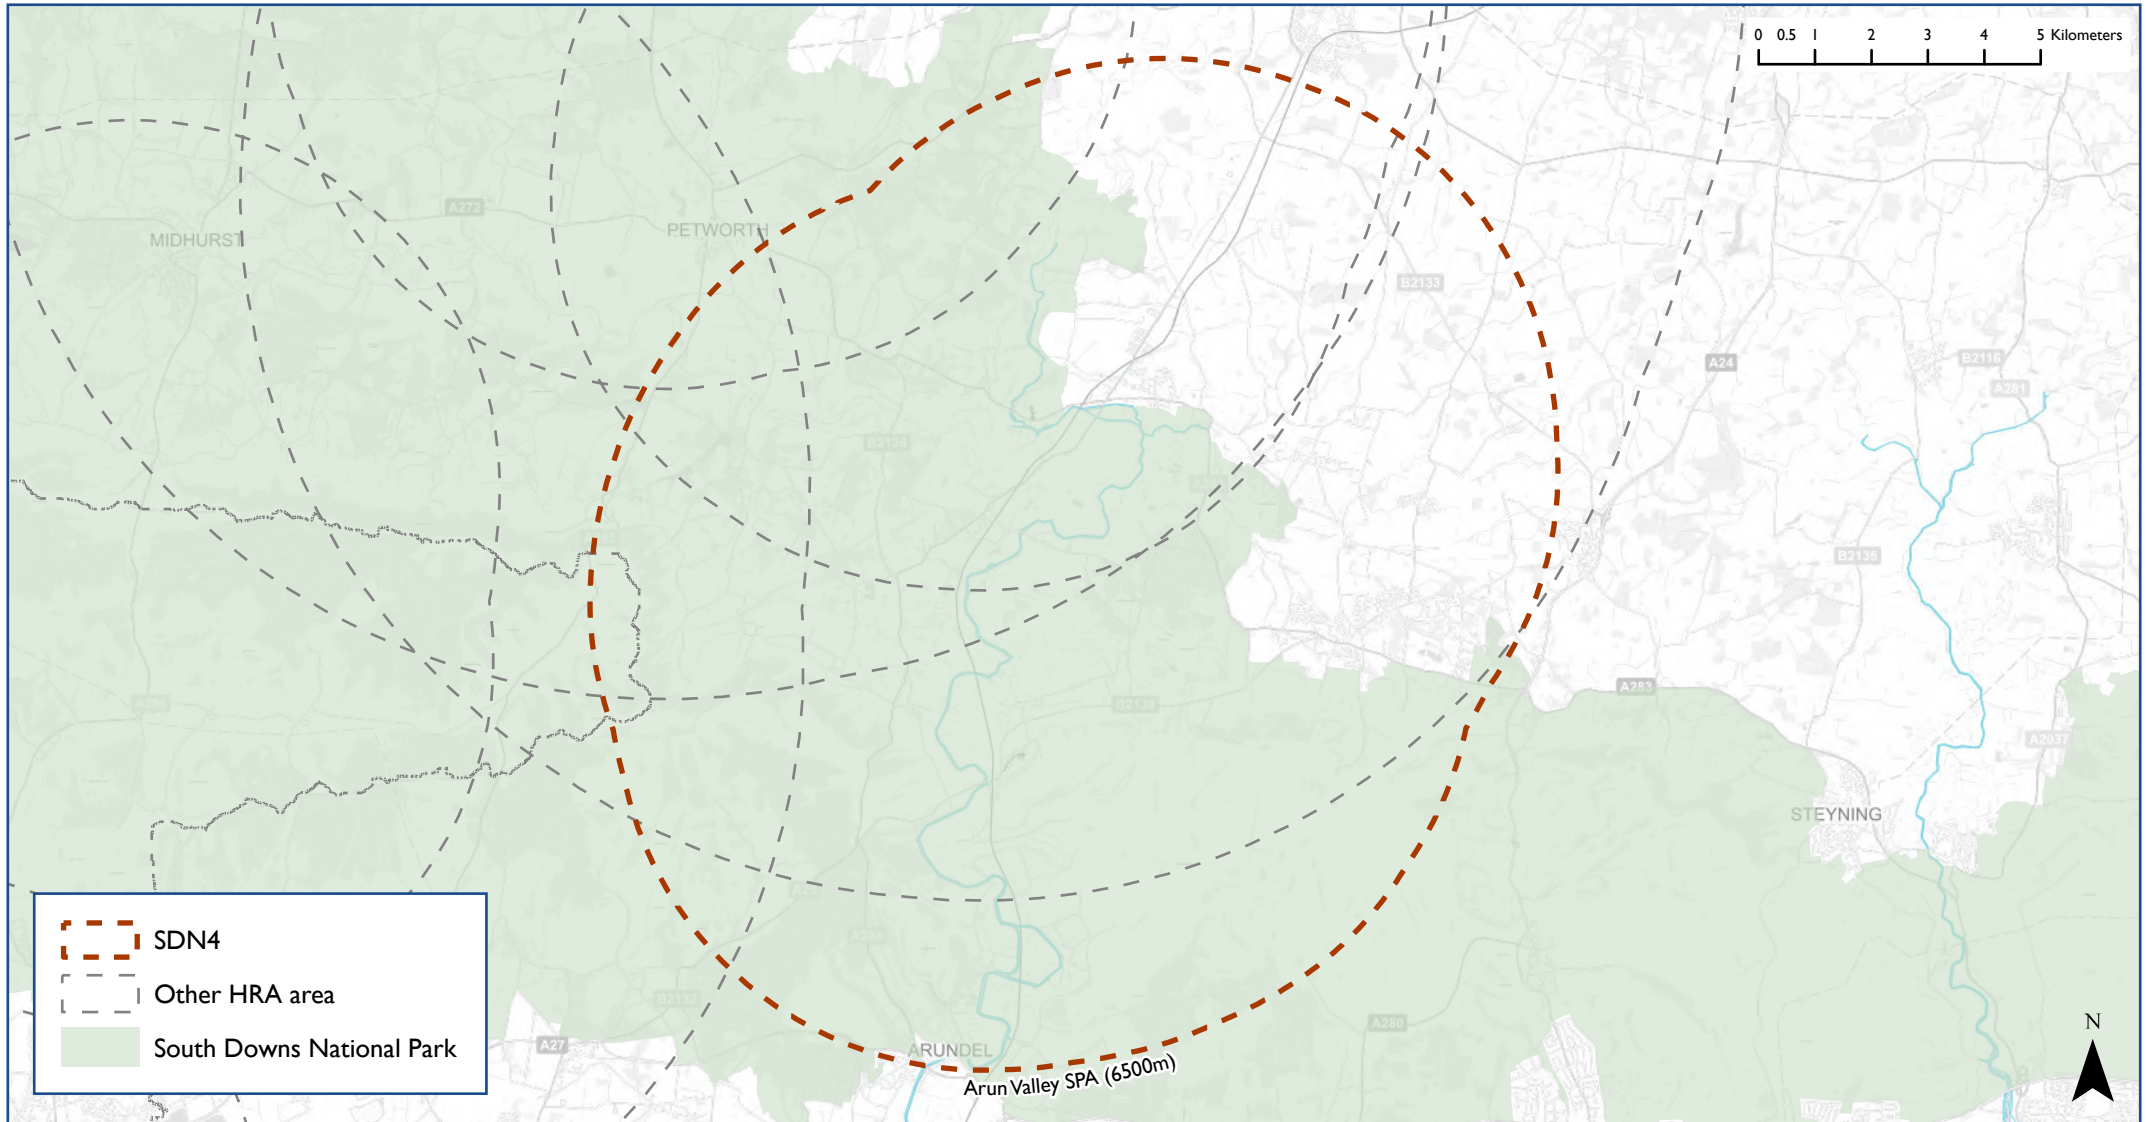 0 0.5 1 2 3 4 5 Kilometers
A272
MIDHURST
PETWORTH
B2133
A24
B2116
A281
B2138
B2135
A283
B2139
A2037
STEYNING
SDN4
Other HRA area
South Downs National Park
A27
B2132
A280
ARUNDEL
Arun Valley SPA (6500m)
N